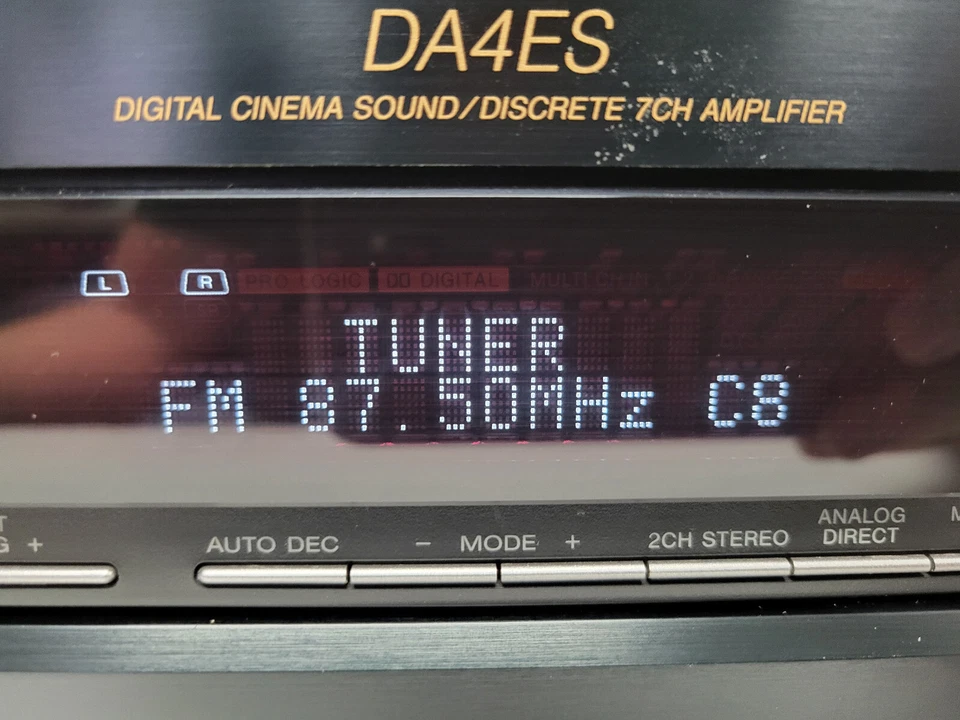 DA4ES
DIGITAL CINEMA SOUND/DISCRETE 7CH AMPLIFIER
L R PRO LOGIC DIGITAL
TUNER
FM 87.50MHz C8
+ AUTO DEC − MODE + 2CH STEREO ANALOG DIRECT